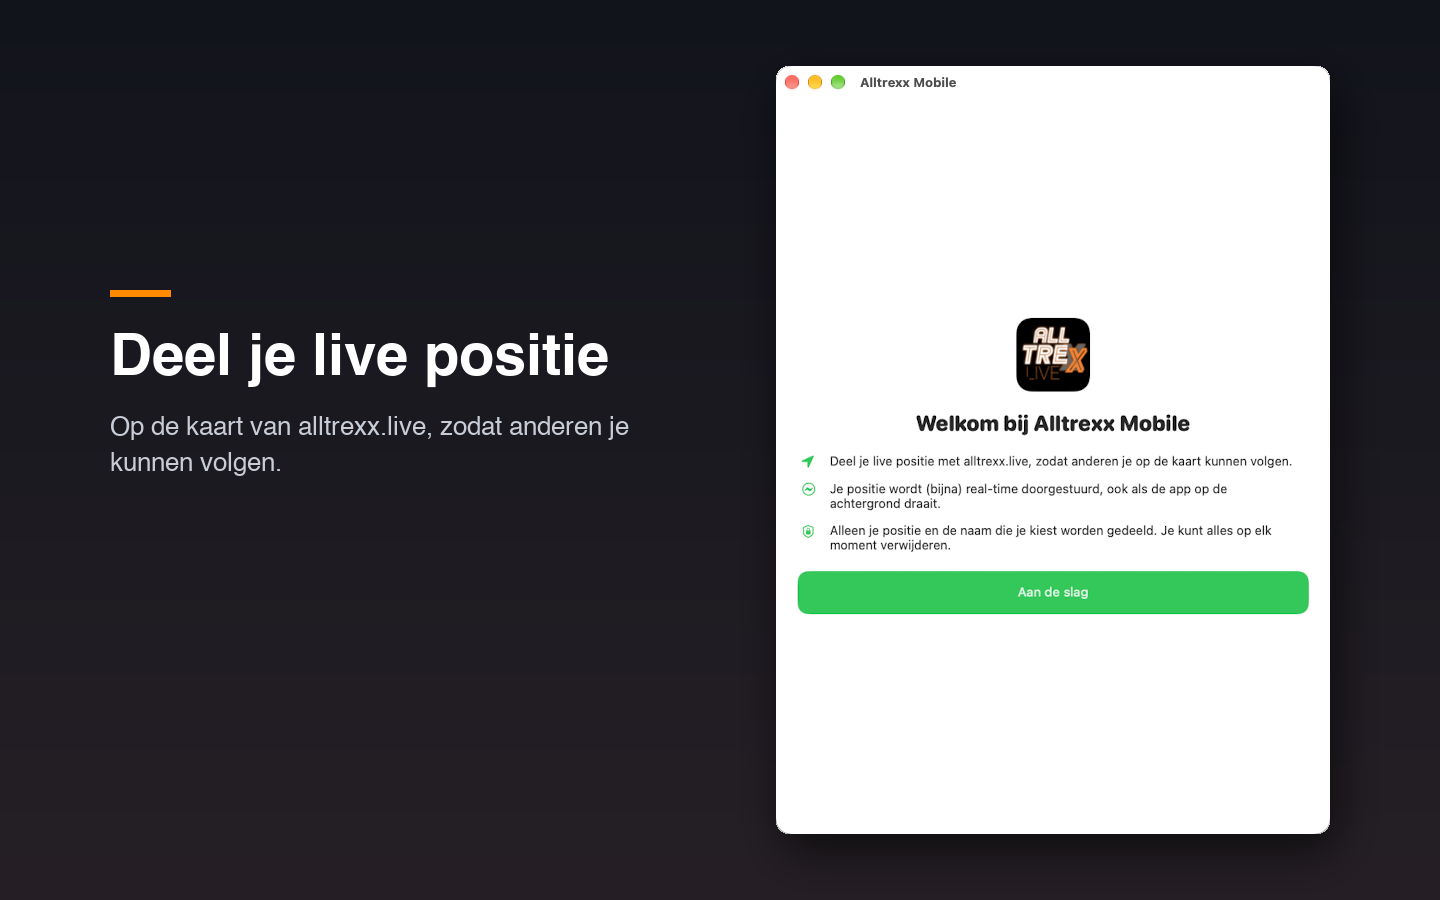 Deel je live positie
Op de kaart van alltrexx.live, zodat anderen je
kunnen volgen.
Alltrexx Mobile
ALL
TREX
LIVE
Welkom bij Alltrexx Mobile
Deel je live positie met alltrexx.live, zodat anderen je op de kaart kunnen volgen.
Je positie wordt (bijna) real-time doorgestuurd, ook als de app op de
achtergrond draait.
Alleen je positie en de naam die je kiest worden gedeeld. Je kunt alles op elk
moment verwijderen.
Aan de slag